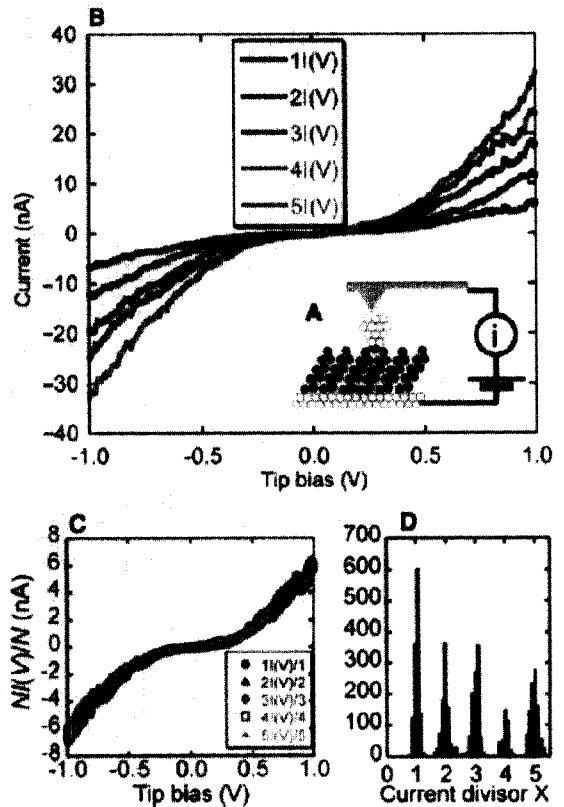 B
40
30
20
10
0
-10
-20
-30
-40
Current (nA)
1I(V)
2I(V)
3I(V)
4I(V)
5I(V)
A
i
-1.0 -0.5 0.0 0.5 1.0
Tip bias (V)
C
8
6
4
2
0
-2
-4
-6
-8
NI(V)/N (nA)
1I(V)/1
2I(V)/2
3I(V)/3
4I(V)/4
5I(V)/5
-1.0 -0.5 0.0 0.5 1.0
Tip bias (V)
D
700
600
500
400
300
200
100
0
0 1 2 3 4 5
Current divisor X